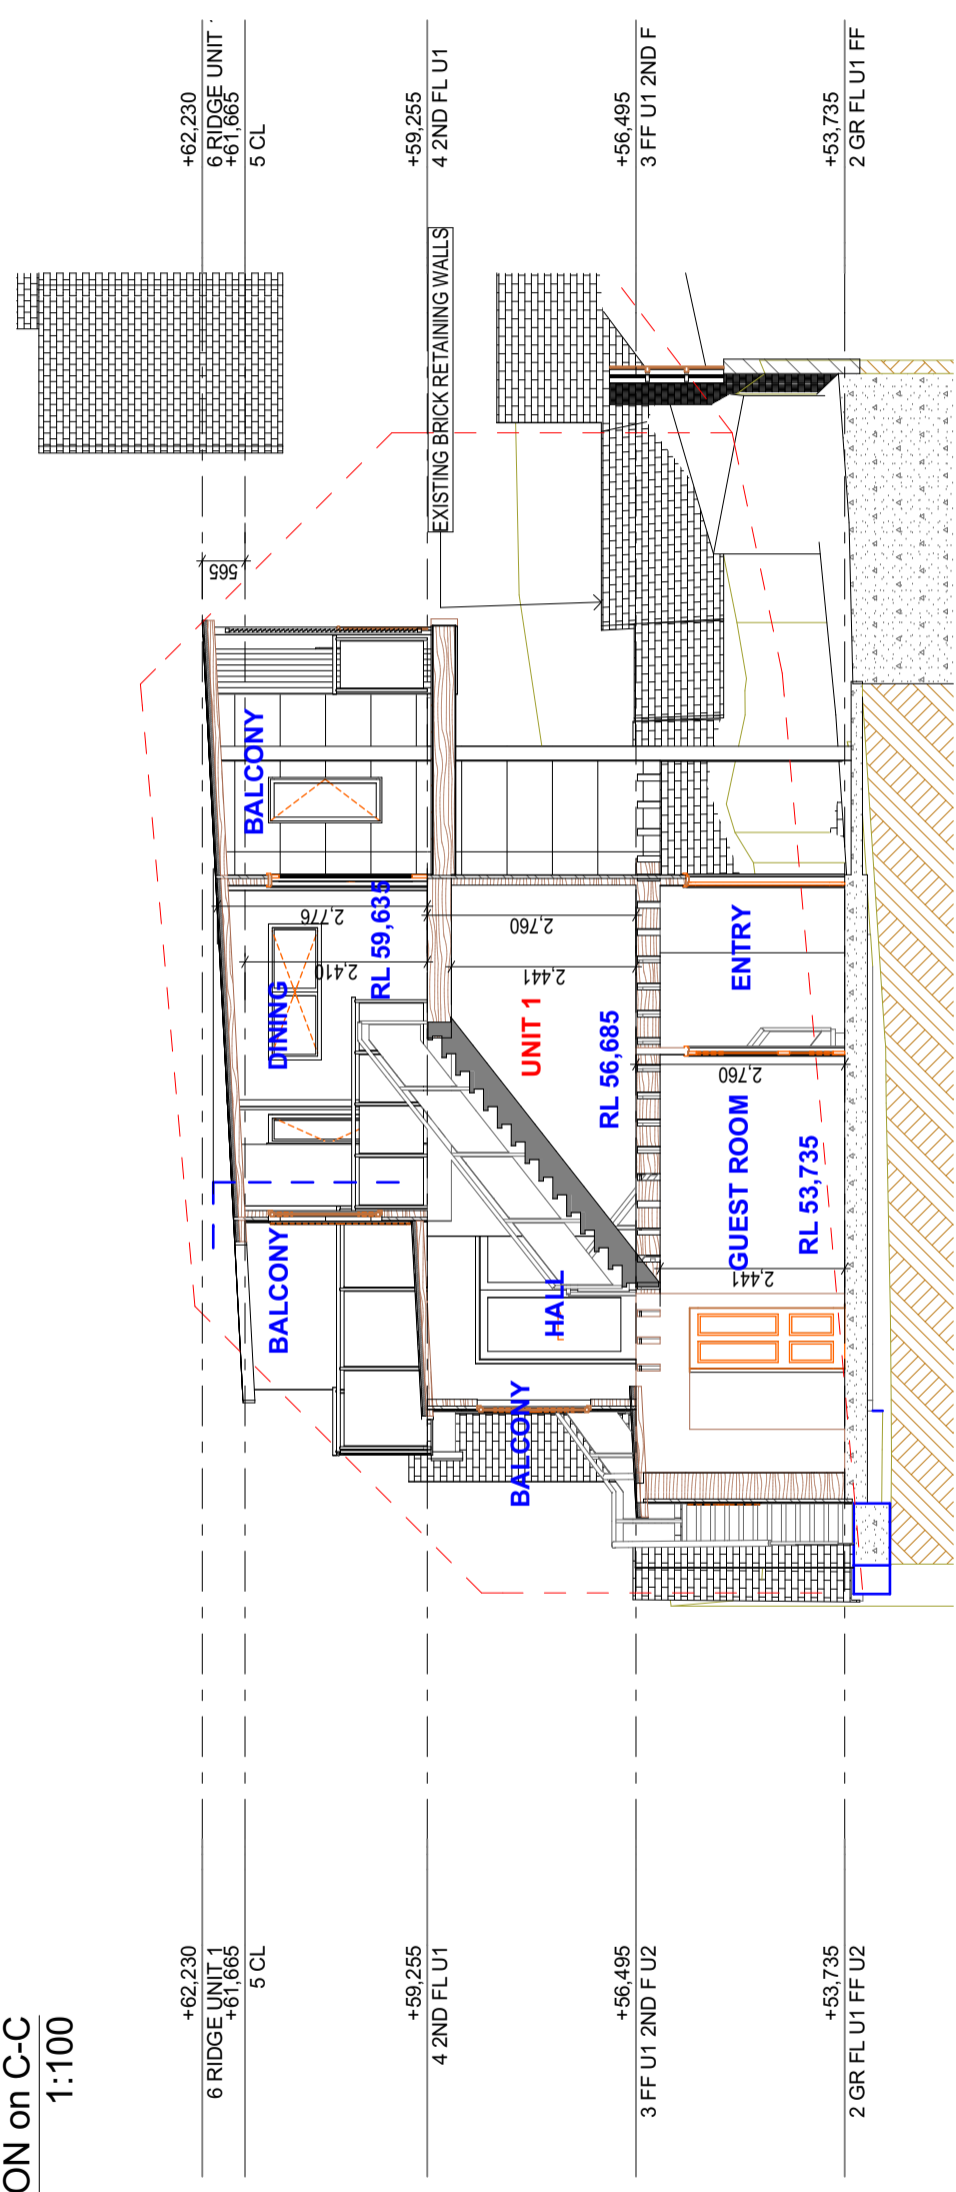 ON on C-C
1:100
+62,230
6 RIDGE UNIT 1
+61,665
5 CL
+59,255
4 2ND FL U1
+56,495
3 FF U1 2ND F U2
+53,735
2 GR FL U1 FF U2
BALCONY
BALCONY
HALL
GUEST ROOM
RL 53,735
2,441
DINING
RL 59,635
2,776
2,410
UNIT 1
RL 56,685
2,760
2,441
2,760
ENTRY
BALCONY
565
EXISTING BRICK RETAINING WALLS
+62,230
6 RIDGE UNIT
+61,665
5 CL
+59,255
4 2ND FL U1
+56,495
3 FF U1 2ND F
+53,735
2 GR FL U1 FF